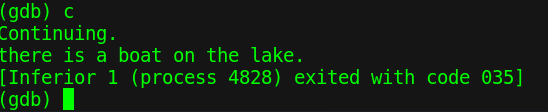 (gdb) c
Continuing.
there is a boat on the lake.
[Inferior 1 (process 4828) exited with code 035]
(gdb)